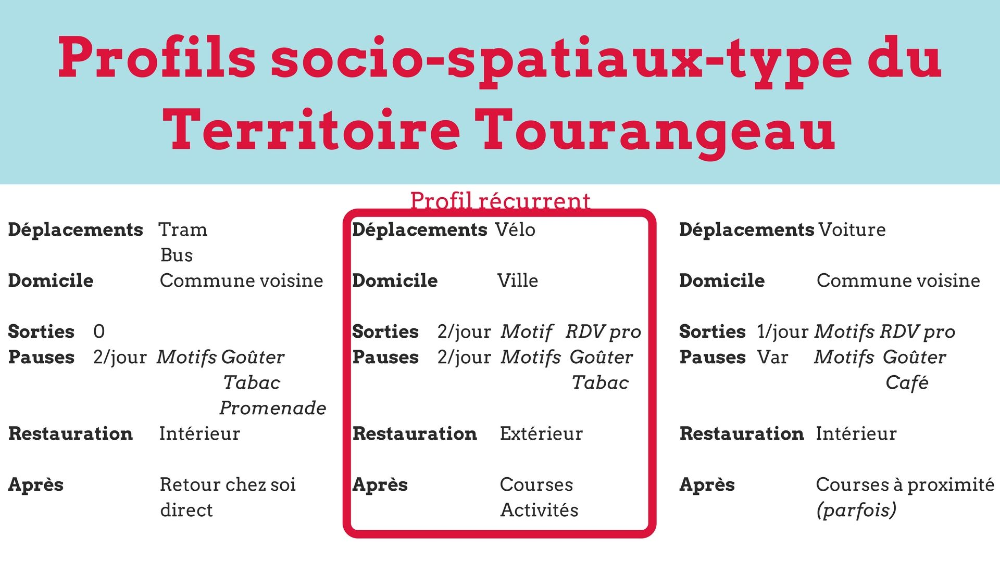 Profils socio-spatiaux-type du
Territoire Tourangeau
Profil récurrent
Déplacements Tram
Bus
Domicile Commune voisine
Sorties 0
Pauses 2/jour Motifs Goûter
Tabac
Promenade
Restauration Intérieur
Après Retour chez soi
direct
Déplacements Vélo
Domicile Ville
Sorties 2/jour Motif RDV pro
Pauses 2/jour Motifs Goûter
Tabac
Restauration Extérieur
Après Courses
Activités
Déplacements Voiture
Domicile Commune voisine
Sorties 1/jour Motifs RDV pro
Pauses Var Motifs Goûter
Café
Restauration Intérieur
Après Courses à proximité
(parfois)